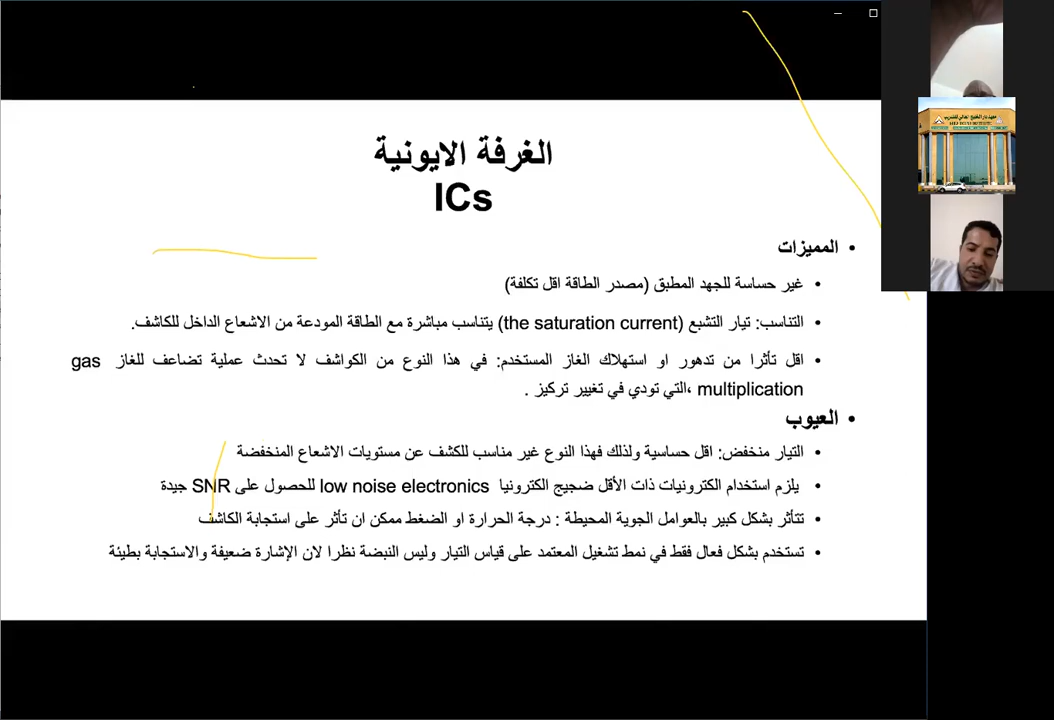 الغرفة الايونية
ICs
• المميزات
• غير حساسة للجهد المطبق (مصدر الطاقة اقل تكلفة)
• التناسب: تيار التشبع (the saturation current) يتناسب مباشرة مع الطاقة المودعة من الاشعاع الداخل للكاشف.
• اقل تأثرا من تدهور او استهلاك الغاز المستخدم: في هذا النوع من الكواشف لا تحدث عملية تضاعف للغاز gas
multiplication ،التي تودي في تغيير تركيز .
• العيوب
• التيار منخفض: اقل حساسية ولذلك فهذا النوع غير مناسب للكشف عن مستويات الاشعاع المنخفضة
• يلزم استخدام الكترونيات ذات الأقل ضجيج الكترونيا low noise electronics للحصول على SNR جيدة
• تتأثر بشكل كبير بالعوامل الجوية المحيطة : درجة الحرارة او الضغط ممكن ان تأثر على استجابة الكاشف
• تستخدم بشكل فعال فقط في نمط تشغيل المعتمد على قياس التيار وليس النبضة نظرا لان الإشارة ضعيفة والاستجابة بطيئة